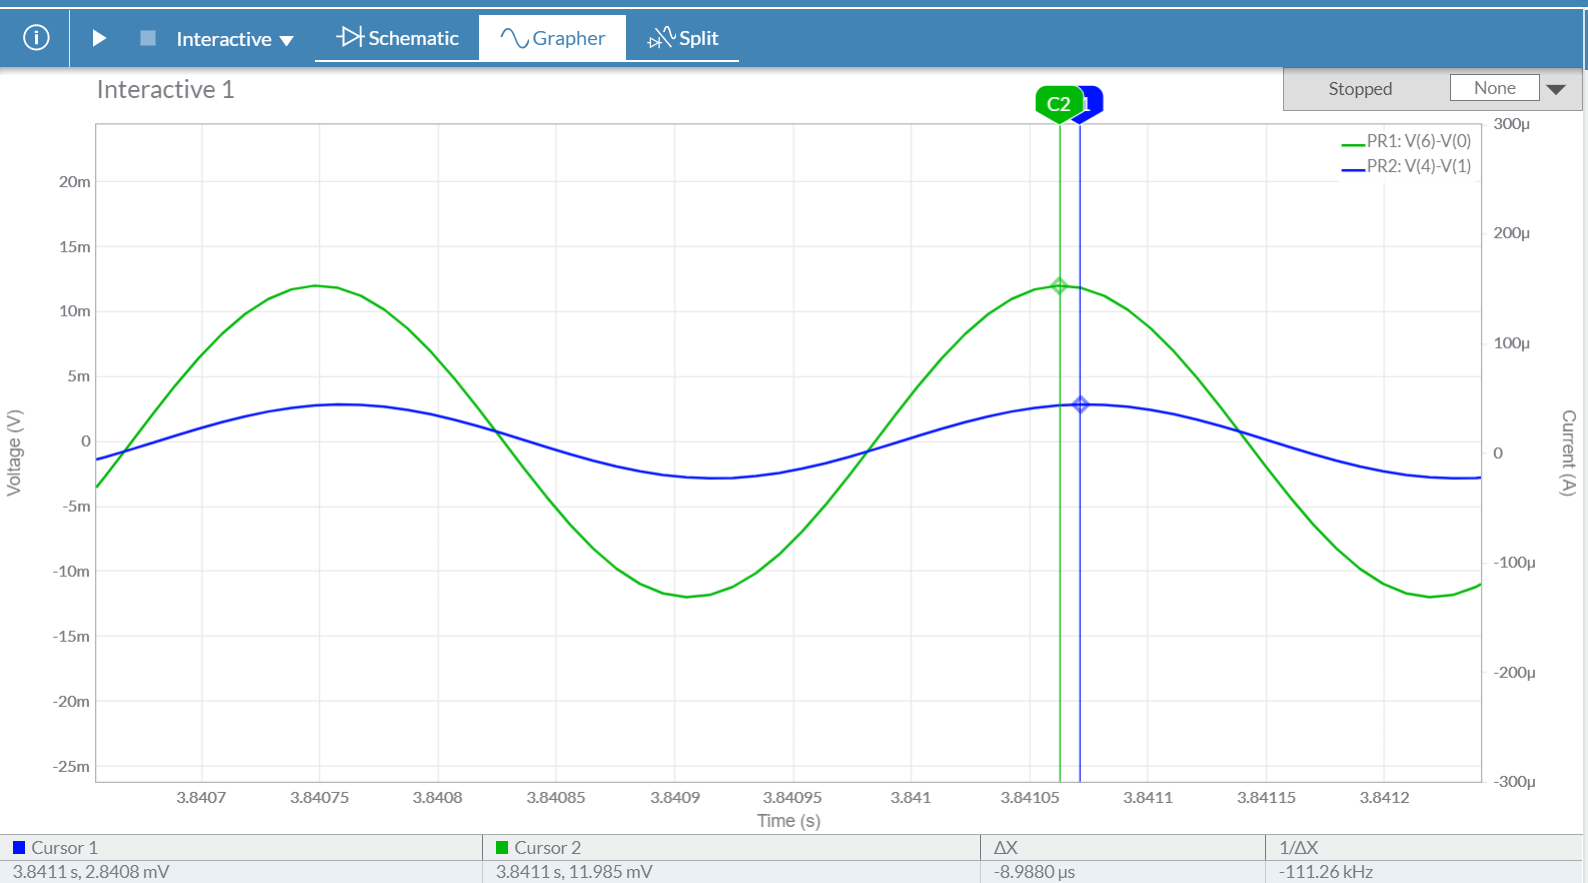 Interactive
Schematic
Grapher
Split
Interactive 1
Stopped
None
C2
1
PR1: V(6)-V(0)
PR2: V(4)-V(1)
Voltage (V)
20m
15m
10m
5m
0
-5m
-10m
-15m
-20m
-25m
300µ
200µ
100µ
0
-100µ
-200µ
-300µ
Current (A)
3.8407 3.84075 3.8408 3.84085 3.8409 3.84095 3.841 3.84105 3.8411 3.84115 3.8412
Time (s)
Cursor 1 Cursor 2 ΔX 1/ΔX
3.8411 s, 2.8408 mV 3.8411 s, 11.985 mV -8.9880 µs -111.26 kHz